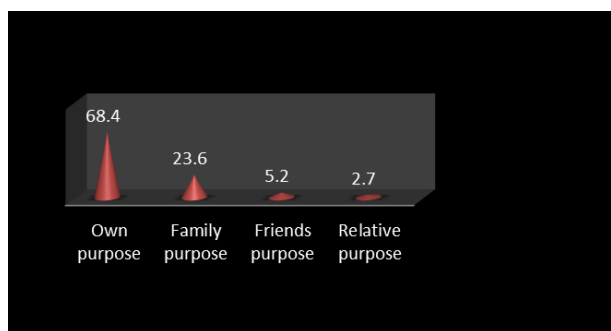 68.4
23.6
5.2
2.7
Own purpose
Family purpose
Friends purpose
Relative purpose